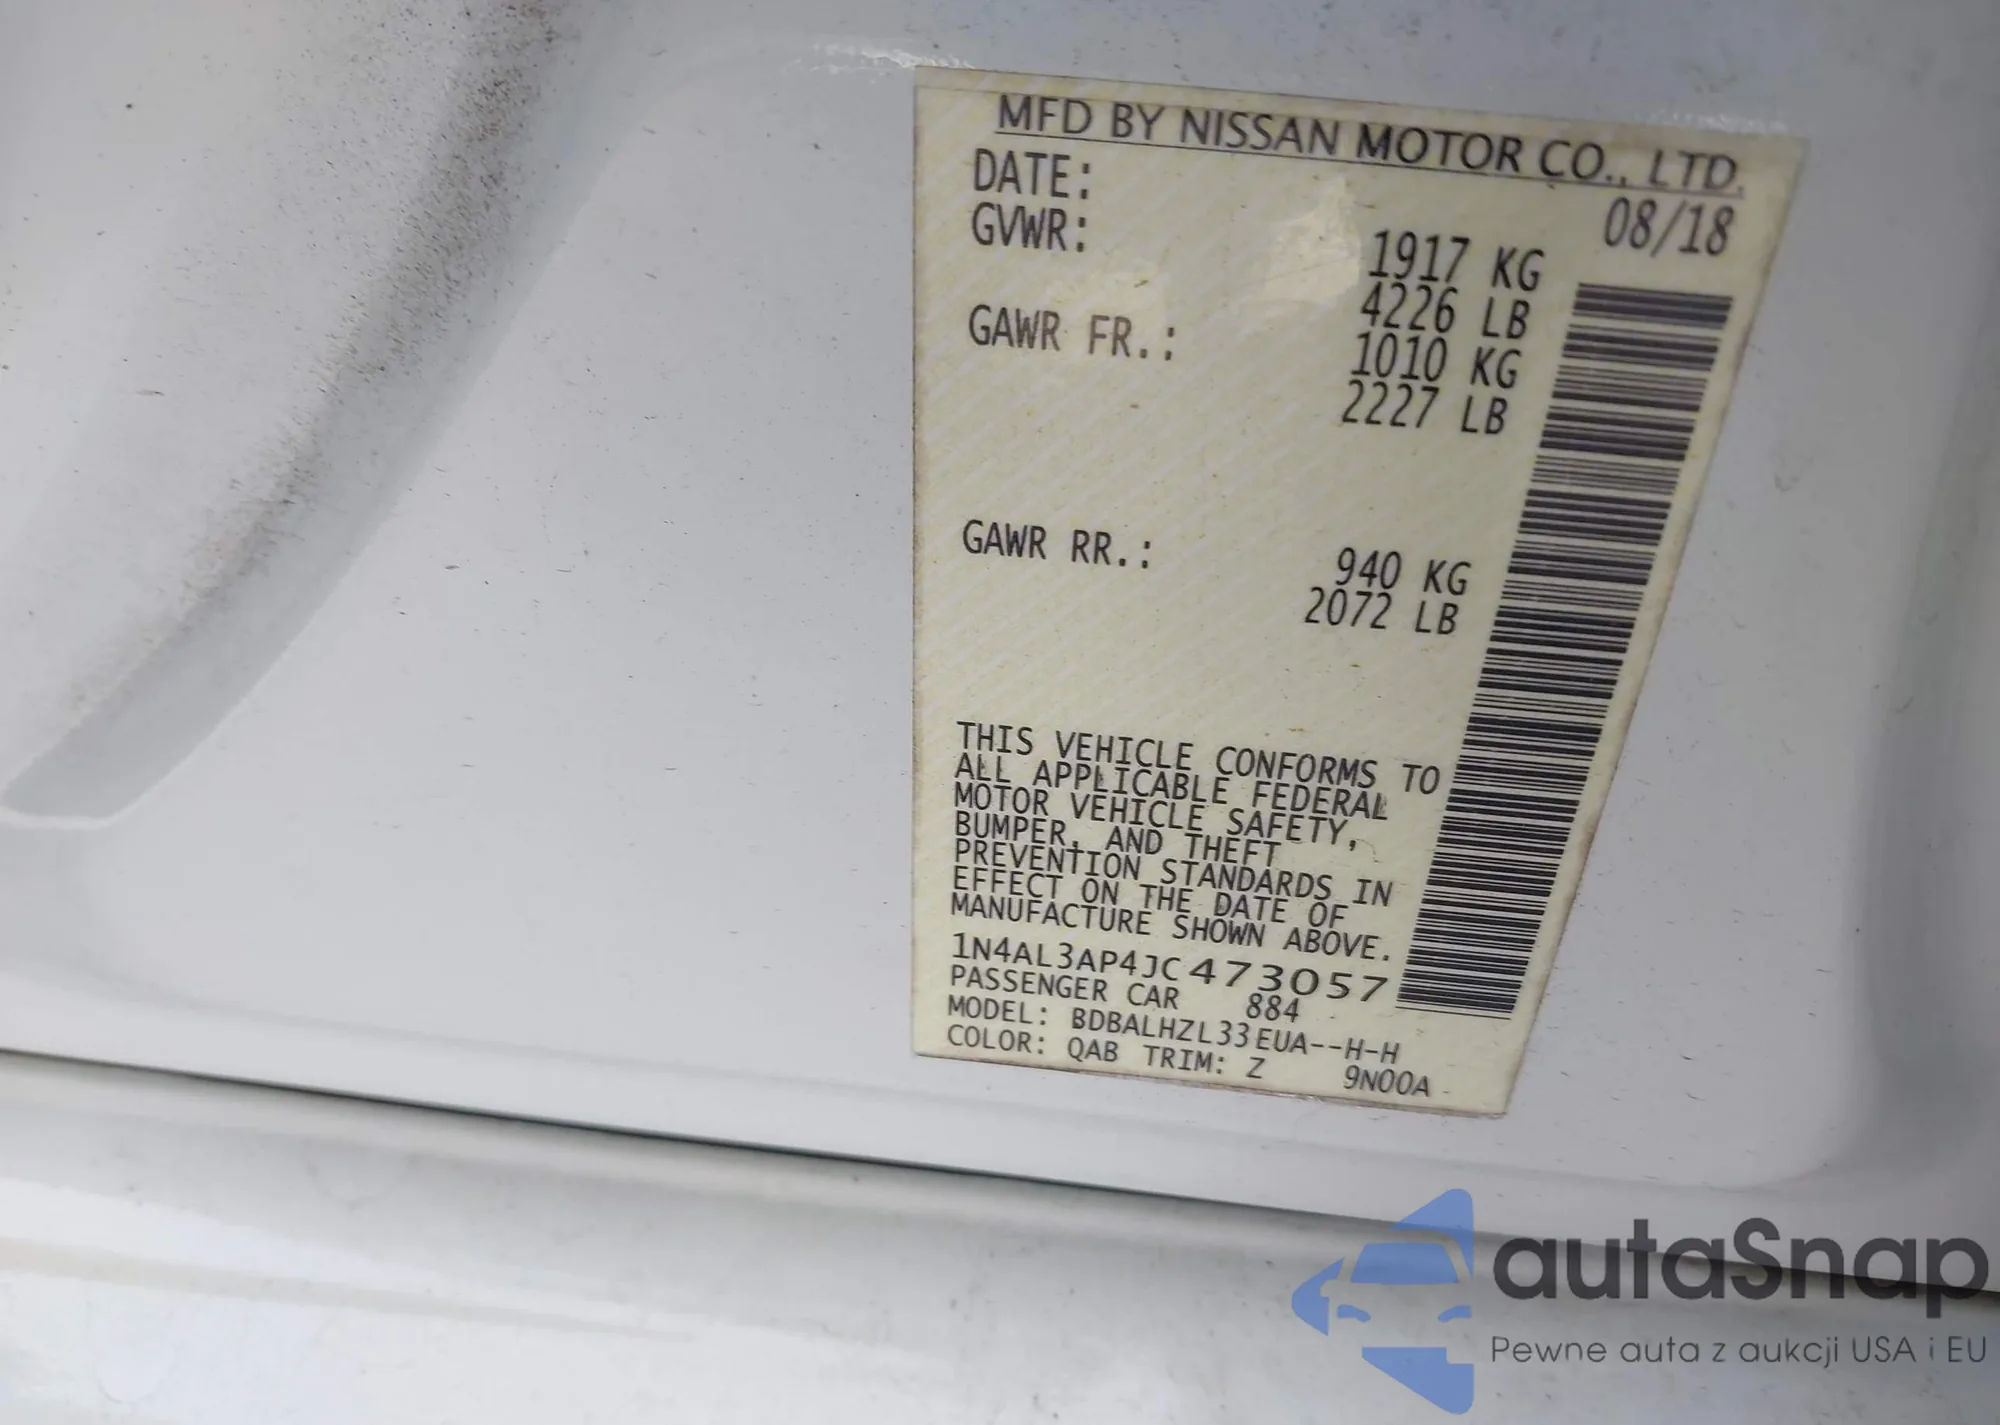 MFD BY NISSAN MOTOR CO., LTD.
DATE: 08/18
GVWR: 1917 KG
4226 LB
GAWR FR.: 1010 KG
2227 LB
GAWR RR.: 940 KG
2072 LB
THIS VEHICLE CONFORMS TO
ALL APPLICABLE FEDERAL
MOTOR VEHICLE SAFETY,
BUMPER, AND THEFT
PREVENTION STANDARDS IN
EFFECT ON THE DATE OF
MANUFACTURE SHOWN ABOVE.
1N4AL3AP4JC473057
PASSENGER CAR 884
MODEL: BDBALHZL33EUA--H-H
COLOR: QAB TRIM: Z 9N00A
autaSnap
Pewne auta z aukcji USA i EU